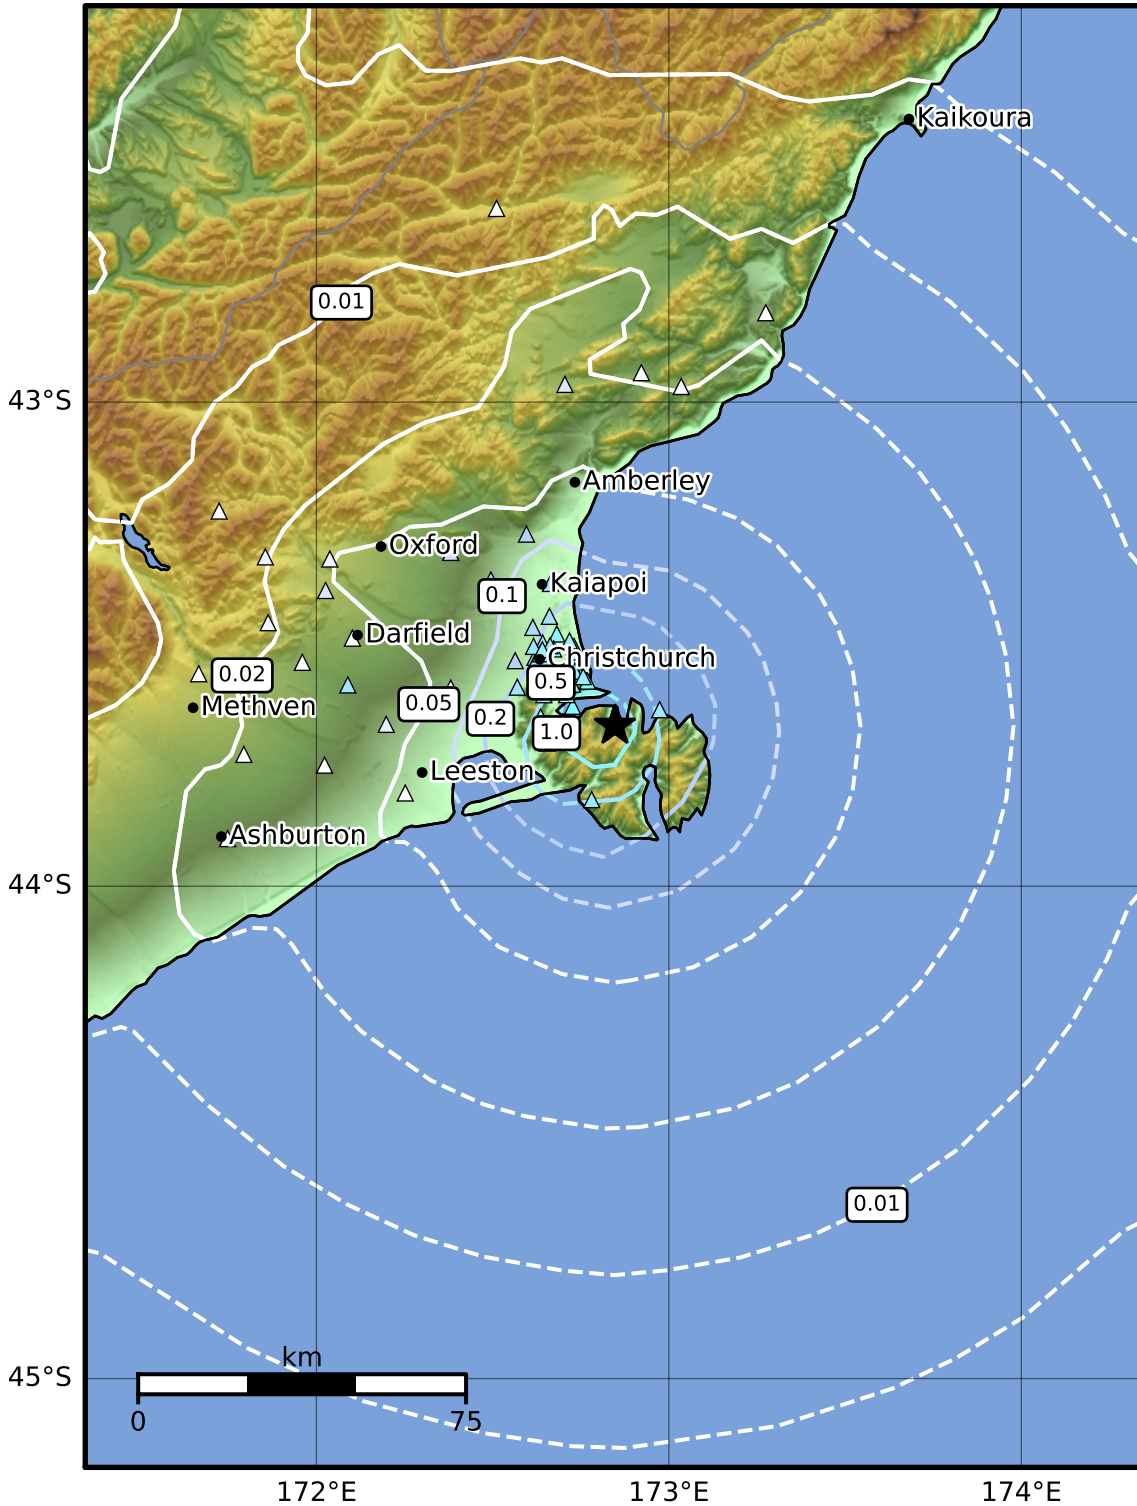 Kaikoura
0.01
43°S
Amberley
Oxford
Kaiapoi
0.1
Darfield
Christchurch
0.02
0.5
Methven
0.05
0.2
1.0
Leeston
Ashburton
44°S
0.01
km
45°S
0
75
172°E
173°E
174°E